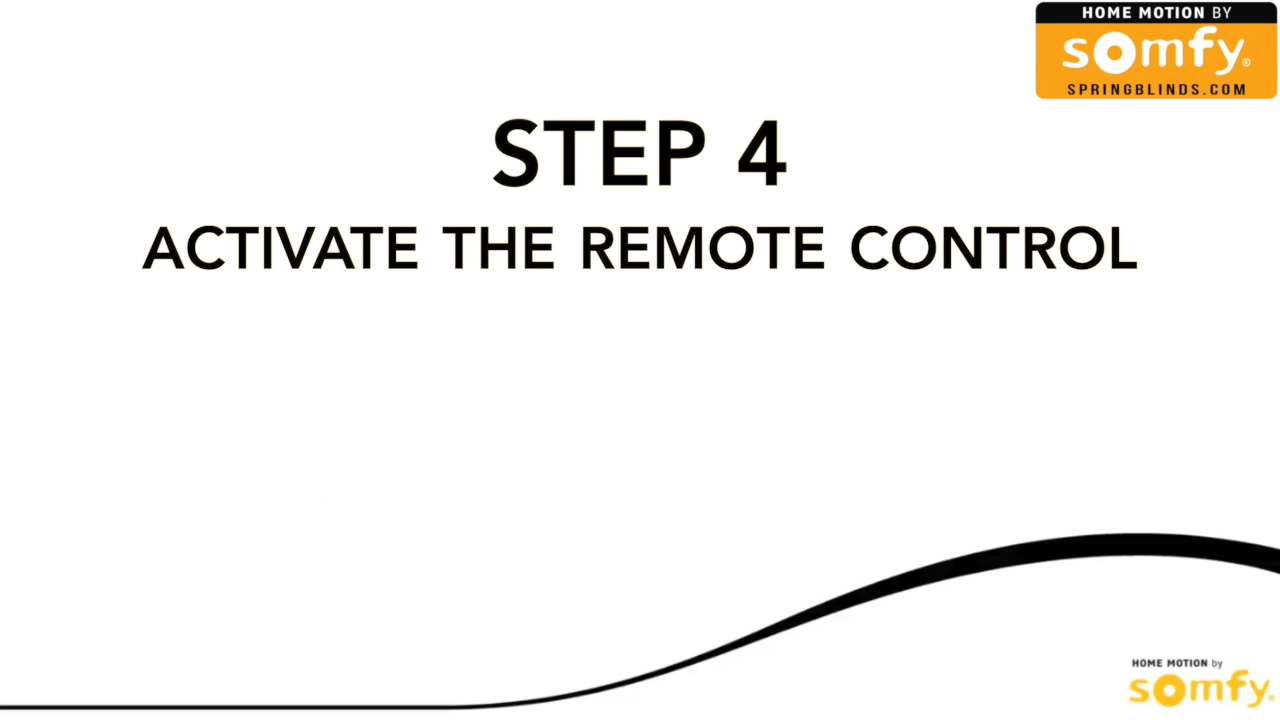 HOME MOTION BY
somfy®
SPRINGBLINDS.COM
STEP 4
ACTIVATE THE REMOTE CONTROL
HOME MOTION by
somfy.